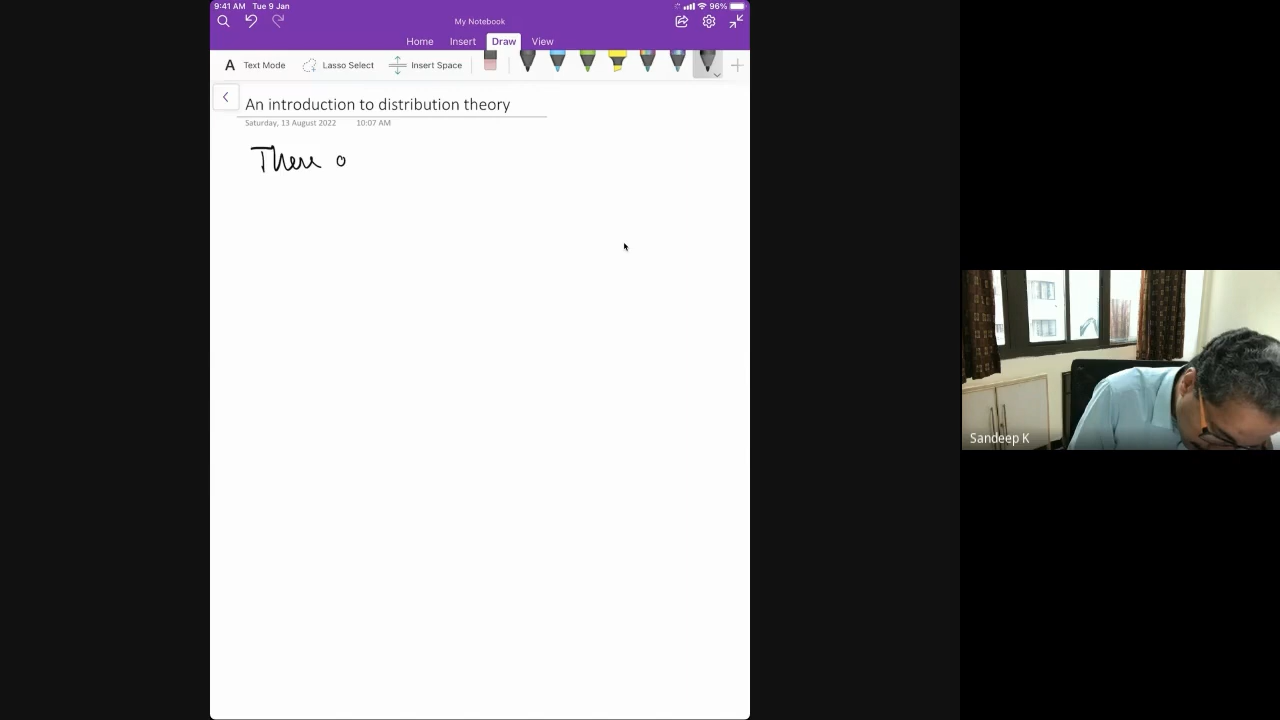 9:41 AM Tue 9 Jan 96%
My Notebook
Home Insert Draw View
A Text Mode Lasso Select Insert Space
An introduction to distribution theory
Saturday, 13 August 2022 10:07 AM
There o
Sandeep K